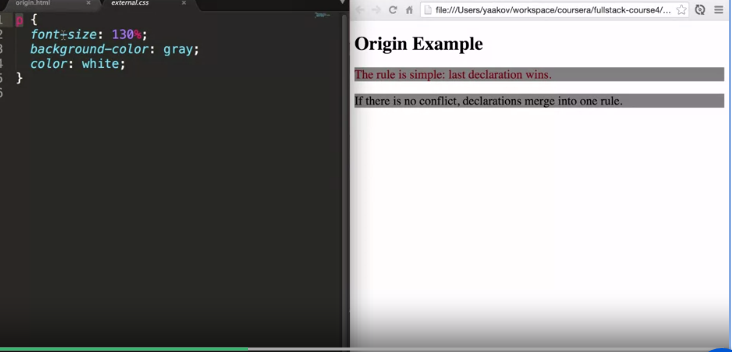 origin.html × external.css ×
file:///Users/yaakov/workspace/coursera/fullstack-course4/...
1 p {
2 font-size: 130%;
3 background-color: gray;
4 color: white;
5 }
6
Origin Example
The rule is simple: last declaration wins.
If there is no conflict, declarations merge into one rule.